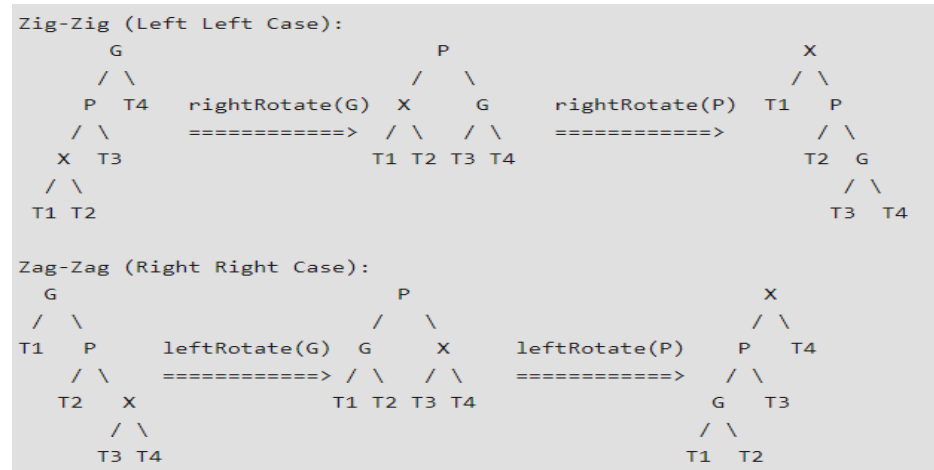 Zig-Zig (Left Left Case):
G P X
/ \ / \ / \
P T4 rightRotate(G) X G rightRotate(P) T1 P
/ \ ============> / \ / \ ============> / \
X T3 T1 T2 T3 T4 T2 G
/ \ / \
T1 T2 T3 T4
Zag-Zag (Right Right Case):
G P X
/ \ / \ / \
T1 P leftRotate(G) G X leftRotate(P) P T4
/ \ ============> / \ / \ ============> / \
T2 X T1 T2 T3 T4 G T3
/ \ / \
T3 T4 T1 T2